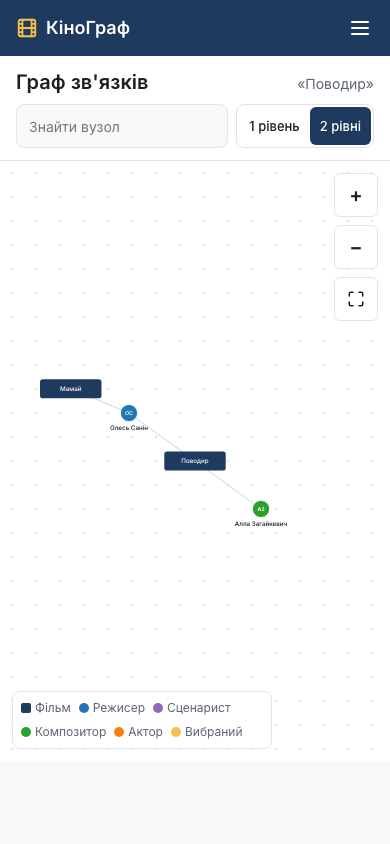 КіноГраф
Граф зв'язків
«Поводир»
Знайти вузол
1 рівень
2 рівні
+
−
Мамай
ОС
Олесь Санін
Поводир
АЗ
Алла Загайкевич
Фільм
Режисер
Сценарист
Композитор
Актор
Вибраний